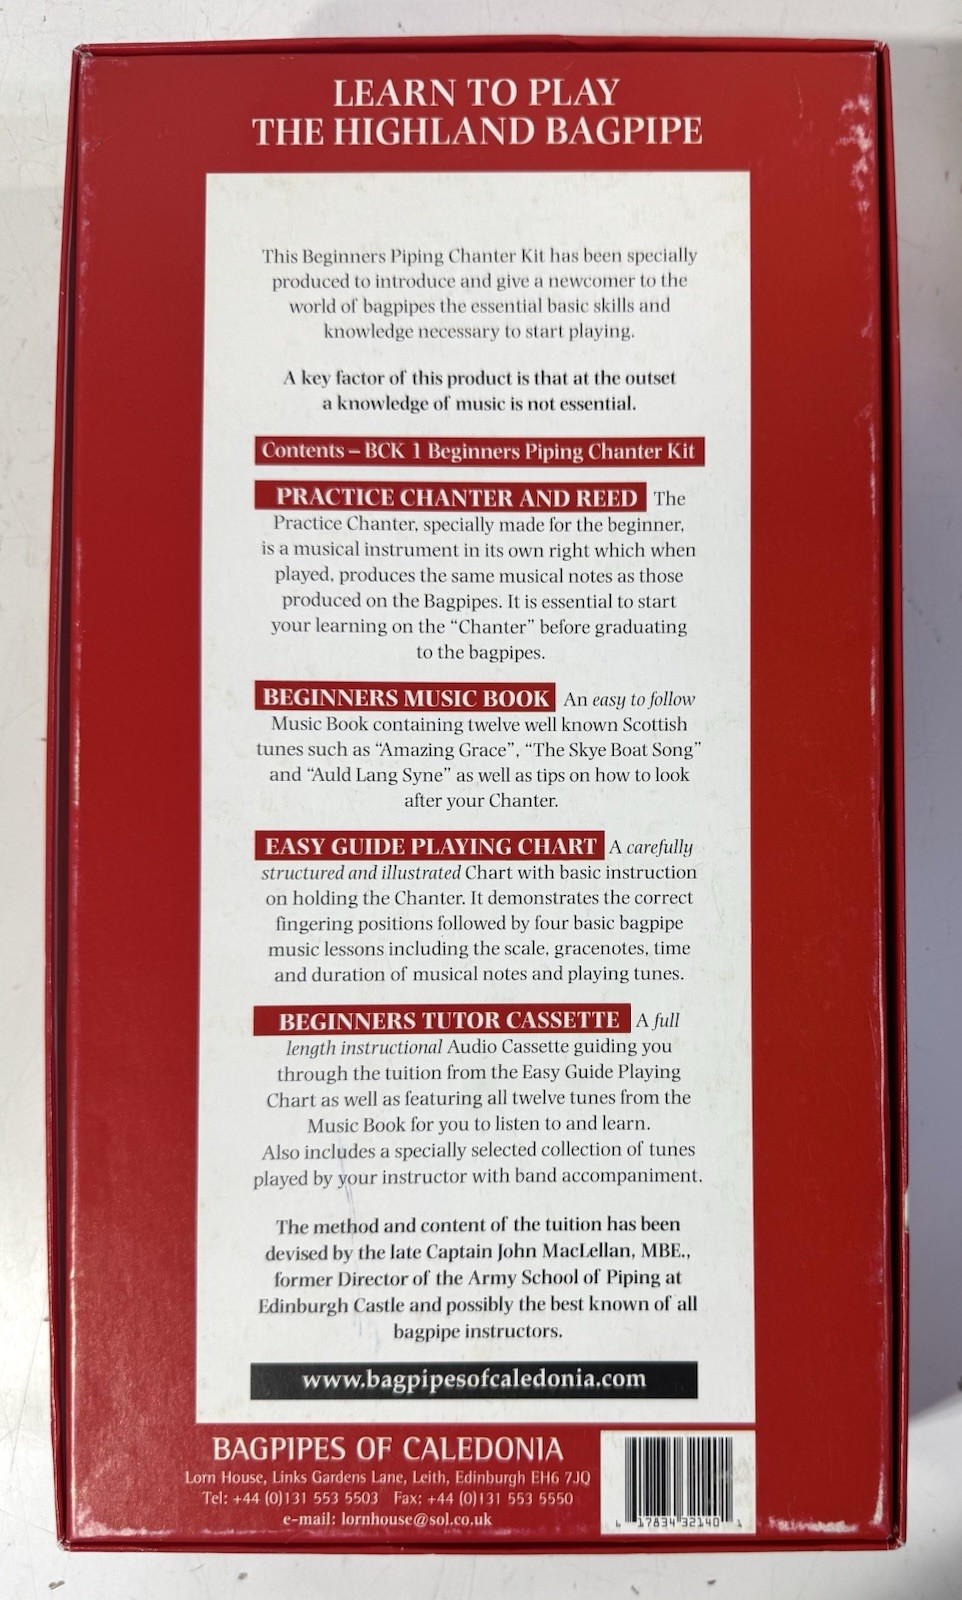 LEARN TO PLAY
THE HIGHLAND BAGPIPE
This Beginners Piping Chanter Kit has been specially
produced to introduce and give a newcomer to the
world of bagpipes the essential basic skills and
knowledge necessary to start playing.
A key factor of this product is that at the outset
a knowledge of music is not essential.
Contents – BCK 1 Beginners Piping Chanter Kit
PRACTICE CHANTER AND REED The
Practice Chanter, specially made for the beginner,
is a musical instrument in its own right which when
played, produces the same musical notes as those
produced on the Bagpipes. It is essential to start
your learning on the “Chanter” before graduating
to the bagpipes.
BEGINNERS MUSIC BOOK An easy to follow
Music Book containing twelve well known Scottish
tunes such as “Amazing Grace”, “The Skye Boat Song”
and “Auld Lang Syne” as well as tips on how to look
after your Chanter.
EASY GUIDE PLAYING CHART A carefully
structured and illustrated Chart with basic instruction
on holding the Chanter. It demonstrates the correct
fingering positions followed by four basic bagpipe
music lessons including the scale, gracenotes, time
and duration of musical notes and playing tunes.
BEGINNERS TUTOR CASSETTE A full
length instructional Audio Cassette guiding you
through the tuition from the Easy Guide Playing
Chart as well as featuring all twelve tunes from the
Music Book for you to listen to and learn.
Also includes a specially selected collection of tunes
played by your instructor with band accompaniment.
The method and content of the tuition has been
devised by the late Captain John MacLellan, MBE.,
former Director of the Army School of Piping at
Edinburgh Castle and possibly the best known of all
bagpipe instructors.
www.bagpipesofcaledonia.com
BAGPIPES OF CALEDONIA
Lorn House, Links Gardens Lane, Leith, Edinburgh EH6 7JQ
Tel: +44 (0)131 553 5503 Fax: +44 (0)131 553 5550
e-mail: lornhouse@sol.co.uk
6 17834 32140 1